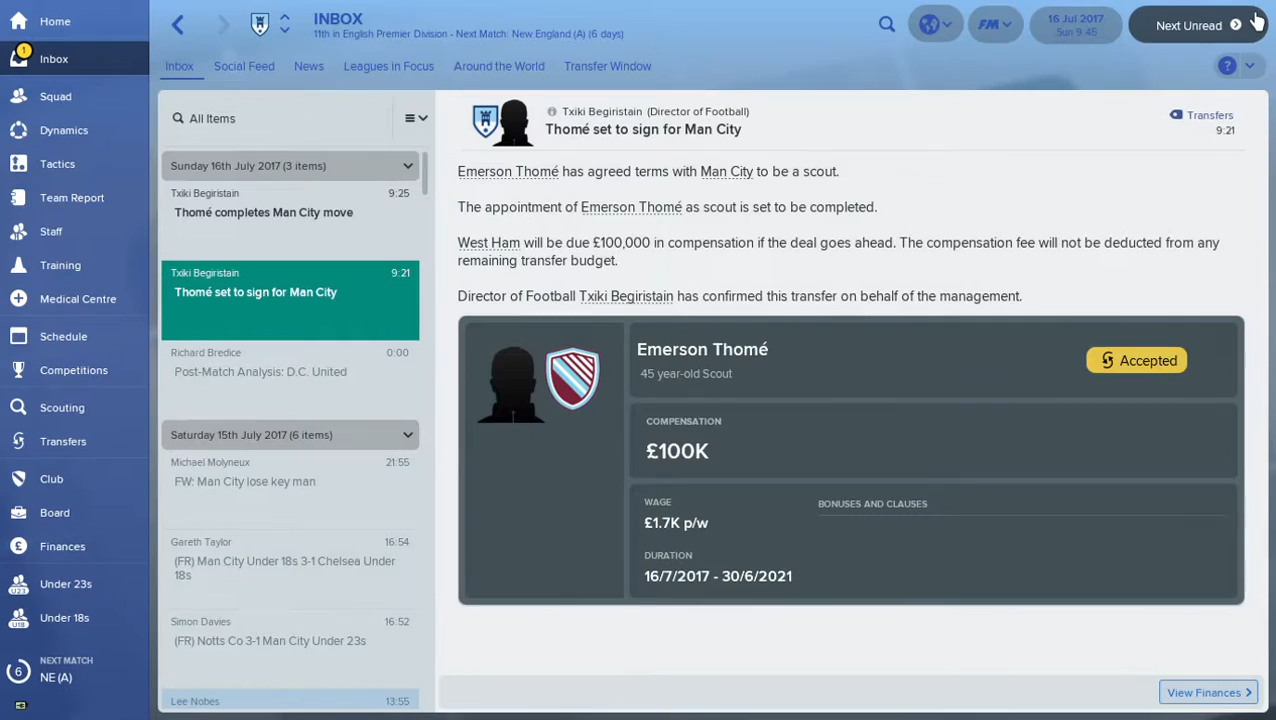 Home
1
Inbox
Squad
Dynamics
Tactics
Team Report
Staff
Training
Medical Centre
Schedule
Competitions
Scouting
Transfers
Club
Board
Finances
U23
Under 23s
U18
Under 18s
NEXT MATCH
6
NE (A)
INBOX
11th in English Premier Division - Next Match: New England (A) (6 days)
FM
16 Jul 2017
Sun 9:45
Next Unread
Inbox
Social Feed
News
Leagues in Focus
Around the World
Transfer Window
?
All Items
Sunday 16th July 2017 (3 items)
Txiki Begiristain 9:25
Thomé completes Man City move
Txiki Begiristain 9:21
Thomé set to sign for Man City
Richard Bredice 0:00
Post-Match Analysis: D.C. United
Saturday 15th July 2017 (6 items)
Michael Molyneux 21:55
FW: Man City lose key man
Gareth Taylor 16:54
(FR) Man City Under 18s 3-1 Chelsea Under
18s
Simon Davies 16:52
(FR) Notts Co 3-1 Man City Under 23s
Lee Nobes 13:55
Txiki Begiristain (Director of Football)
Thomé set to sign for Man City
Transfers
9:21
Emerson Thomé has agreed terms with Man City to be a scout.
The appointment of Emerson Thomé as scout is set to be completed.
West Ham will be due £100,000 in compensation if the deal goes ahead. The compensation fee will not be deducted from any
remaining transfer budget.
Director of Football Txiki Begiristain has confirmed this transfer on behalf of the management.
Emerson Thomé
45 year-old Scout
Accepted
COMPENSATION
£100K
WAGE
£1.7K p/w
BONUSES AND CLAUSES
DURATION
16/7/2017 - 30/6/2021
View Finances